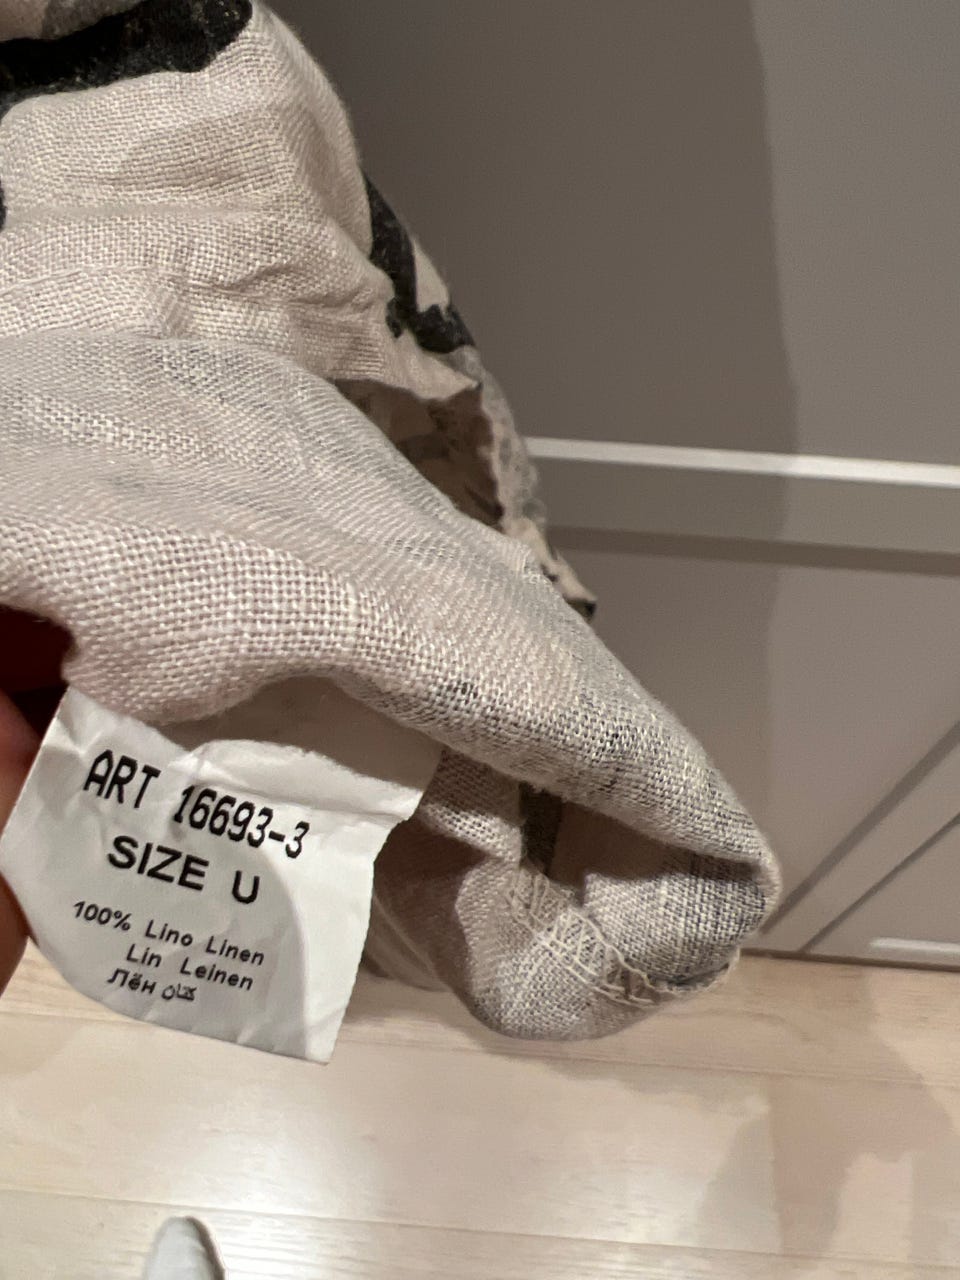 ART 16693-3
SIZE U
100% Lino Linen
Lin Leinen
Лён كتان